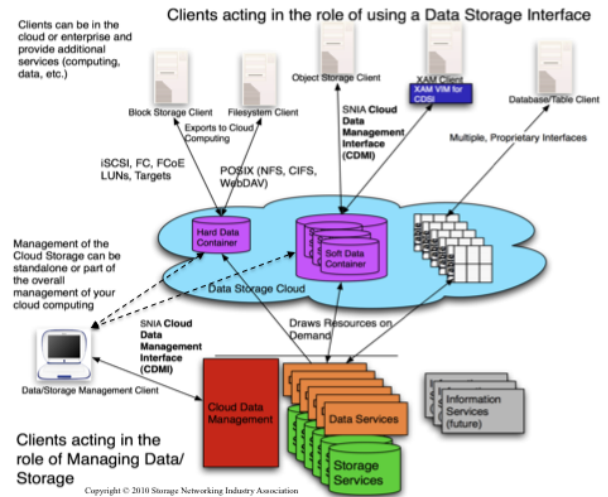 Clients acting in the role of using a Data Storage Interface
Clients can be in the
cloud or enterprise and
provide additional
services (computing,
data, etc.)
Block Storage Client
Filesystem Client
Object Storage Client
XAM Client
XAM VIM for
CDSI
Database/Table Client
Exports to Cloud
Computing
iSCSI, FC, FCoE
LUNs, Targets
POSIX (NFS, CIFS,
WebDAV)
SNIA Cloud
Data
Management
Interface
(CDMI)
Multiple, Proprietary Interfaces
Hard Data
Container
Soft Data
Container
Table
Table
Table
Data Storage Cloud
Management of the
Cloud Storage can be
standalone or part of the
overall
management of your
cloud computing
SNIA Cloud
Data
Management
Interface
(CDMI)
Draws Resources on
Demand
Data/Storage Management Client
Cloud Data
Management
Data Services
Storage
Services
Information
Services
(future)
Clients acting in the
role of Managing Data/
Storage
Copyright © 2010 Storage Networking Industry Association